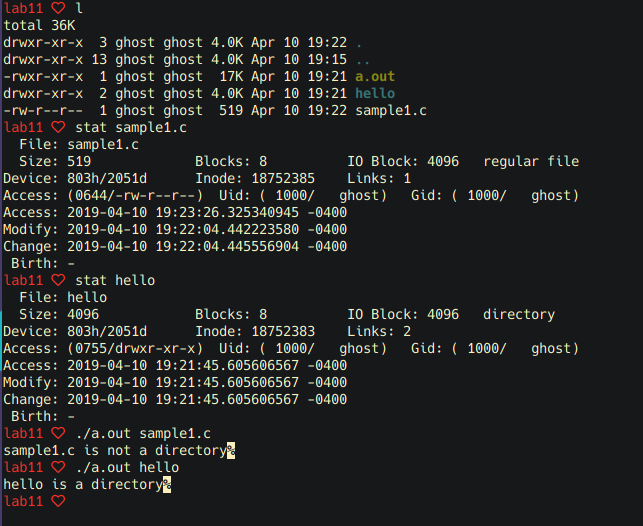 lab11 ♡ l
total 36K
drwxr-xr-x  3 ghost ghost 4.0K Apr 10 19:22 .
drwxr-xr-x 13 ghost ghost 4.0K Apr 10 19:15 ..
-rwxr-xr-x  1 ghost ghost  17K Apr 10 19:21 a.out
drwxr-xr-x  2 ghost ghost 4.0K Apr 10 19:21 hello
-rw-r--r--  1 ghost ghost  519 Apr 10 19:22 sample1.c
lab11 ♡ stat sample1.c
  File: sample1.c
  Size: 519             Blocks: 8          IO Block: 4096   regular file
Device: 803h/2051d      Inode: 18752385    Links: 1
Access: (0644/-rw-r--r--)  Uid: ( 1000/   ghost)   Gid: ( 1000/   ghost)
Access: 2019-04-10 19:23:26.325340945 -0400
Modify: 2019-04-10 19:22:04.442223580 -0400
Change: 2019-04-10 19:22:04.445556904 -0400
 Birth: -
lab11 ♡ stat hello
  File: hello
  Size: 4096            Blocks: 8          IO Block: 4096   directory
Device: 803h/2051d      Inode: 18752383    Links: 2
Access: (0755/drwxr-xr-x)  Uid: ( 1000/   ghost)   Gid: ( 1000/   ghost)
Access: 2019-04-10 19:21:45.605606567 -0400
Modify: 2019-04-10 19:21:45.605606567 -0400
Change: 2019-04-10 19:21:45.605606567 -0400
 Birth: -
lab11 ♡ ./a.out sample1.c
sample1.c is not a directory%
lab11 ♡ ./a.out hello
hello is a directory%
lab11 ♡